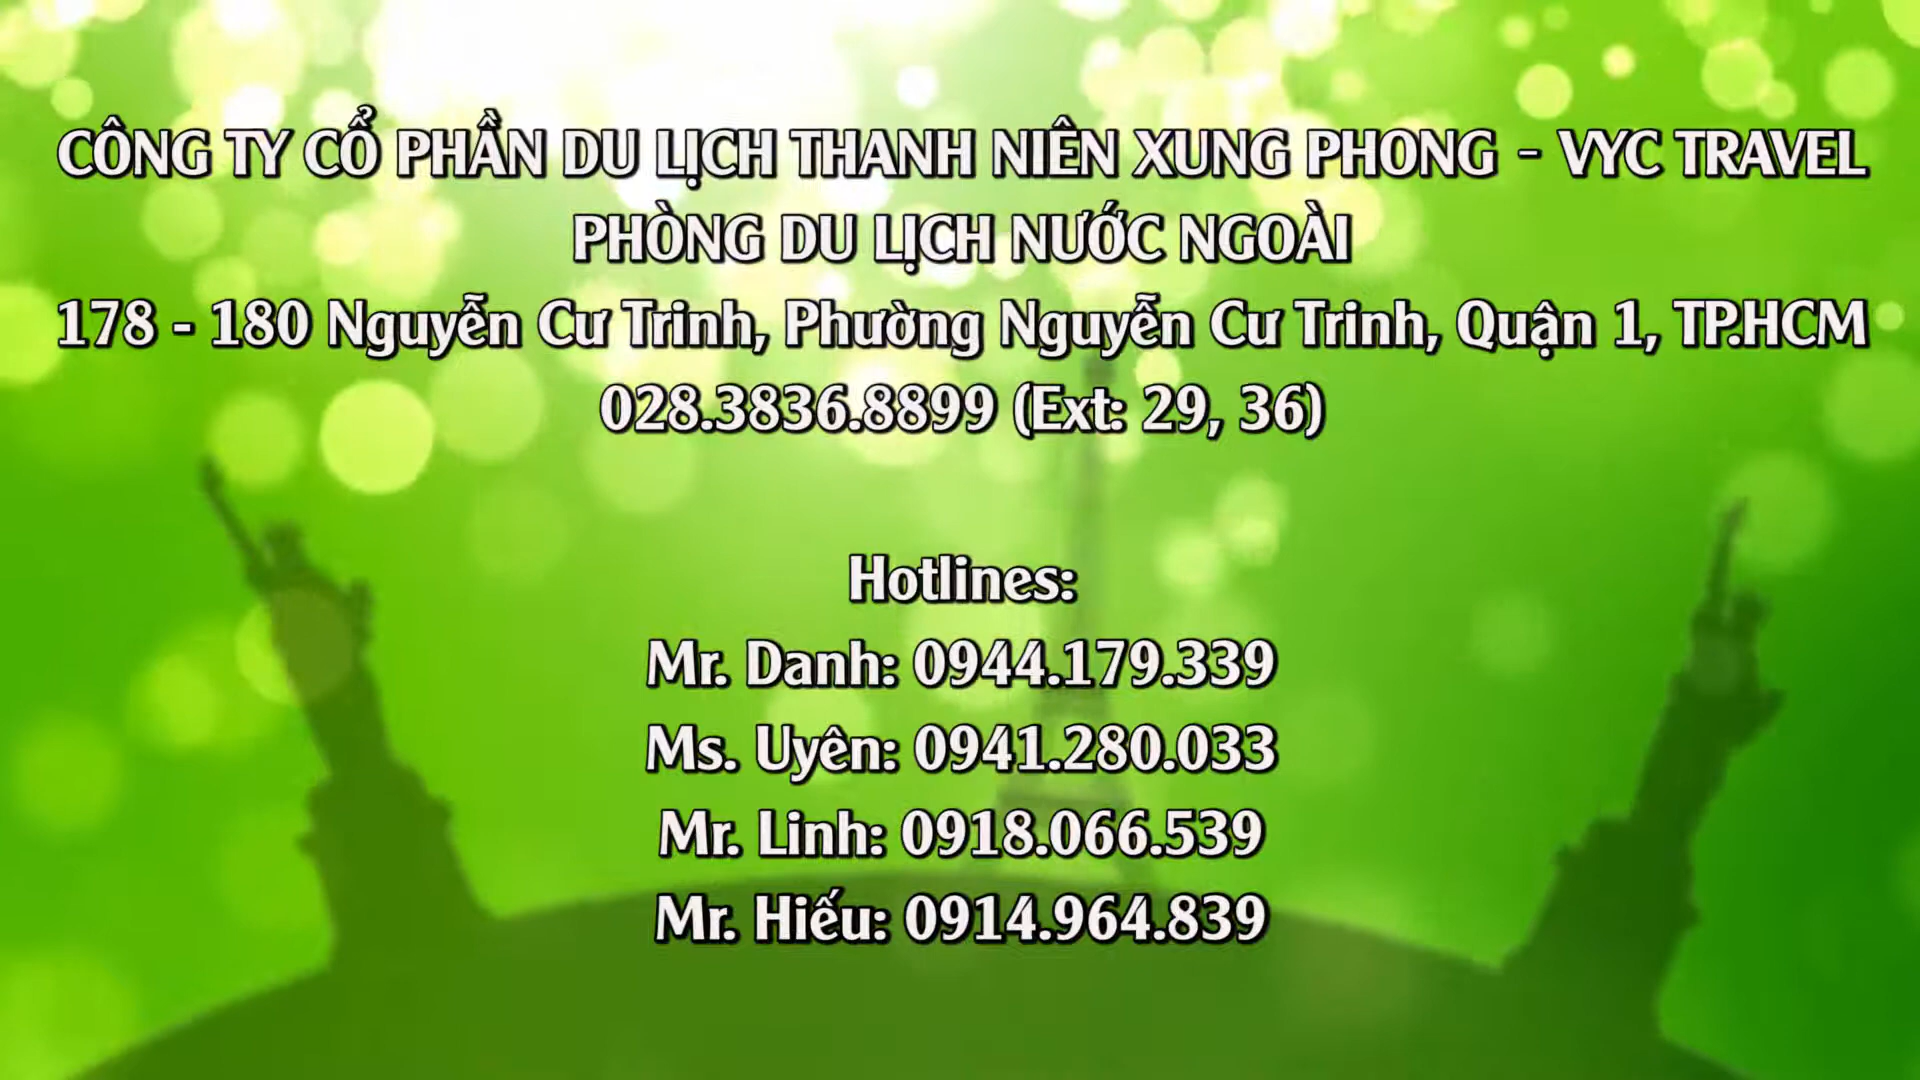 CÔNG TY CỔ PHẦN DU LỊCH THANH NIÊN XUNG PHONG - VYC TRAVEL
PHÒNG DU LỊCH NƯỚC NGOÀI
178 - 180 Nguyễn Cư Trinh, Phường Nguyễn Cư Trinh, Quận 1, TP.HCM
028.3836.8899 (Ext: 29, 36)
Hotlines:
Mr. Danh: 0944.179.339
Ms. Uyên: 0941.280.033
Mr. Linh: 0918.066.539
Mr. Hiếu: 0914.964.839